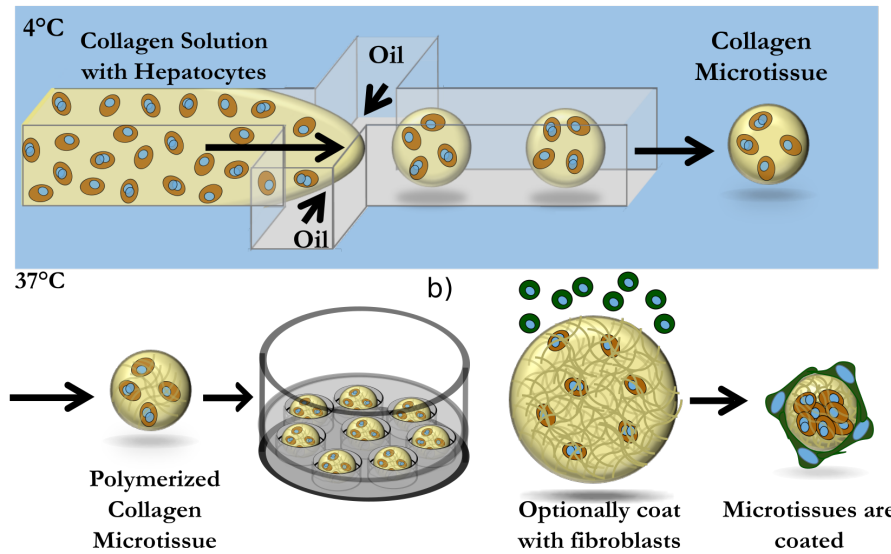 4°C
Collagen Solution
with Hepatocytes
Oil
Collagen
Microtissue
Oil
37°C
b)
Polymerized
Collagen
Microtissue
Optionally coat
with fibroblasts
Microtissues are
coated